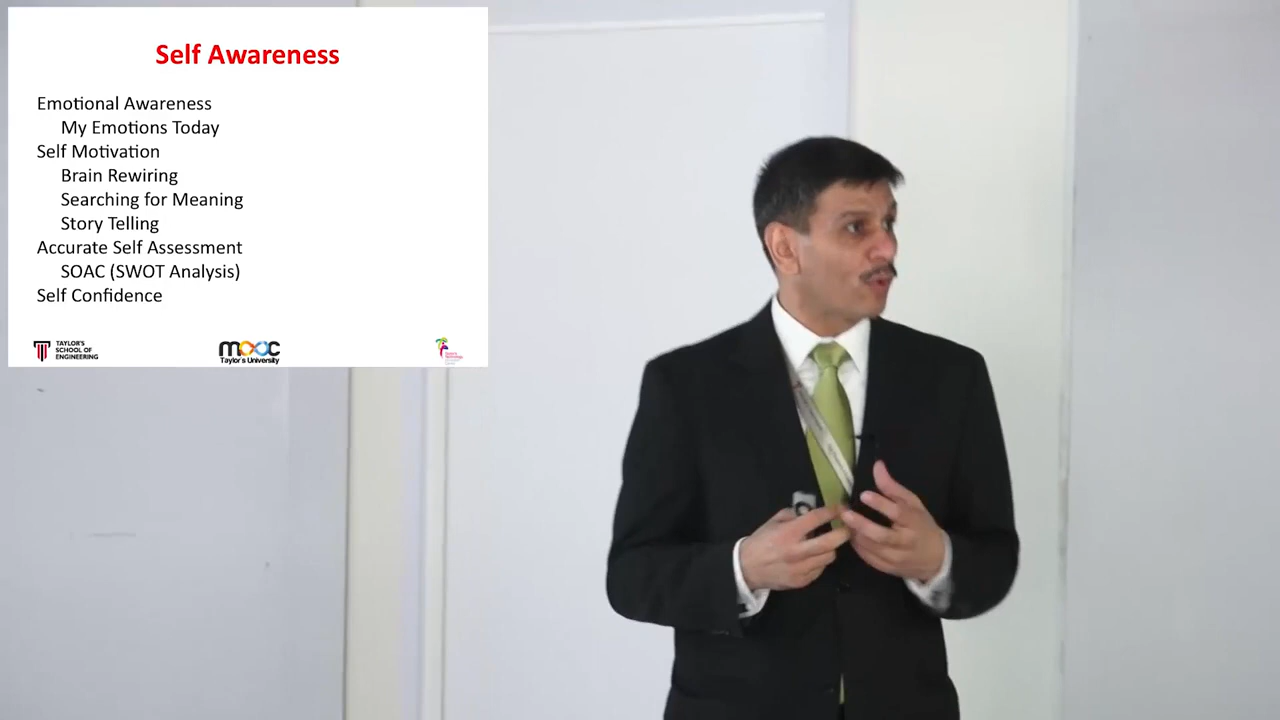 Self Awareness
Emotional Awareness
My Emotions Today
Self Motivation
Brain Rewiring
Searching for Meaning
Story Telling
Accurate Self Assessment
SOAC (SWOT Analysis)
Self Confidence
TAYLOR'S
SCHOOL OF
ENGINEERING
mooc
Taylor's University